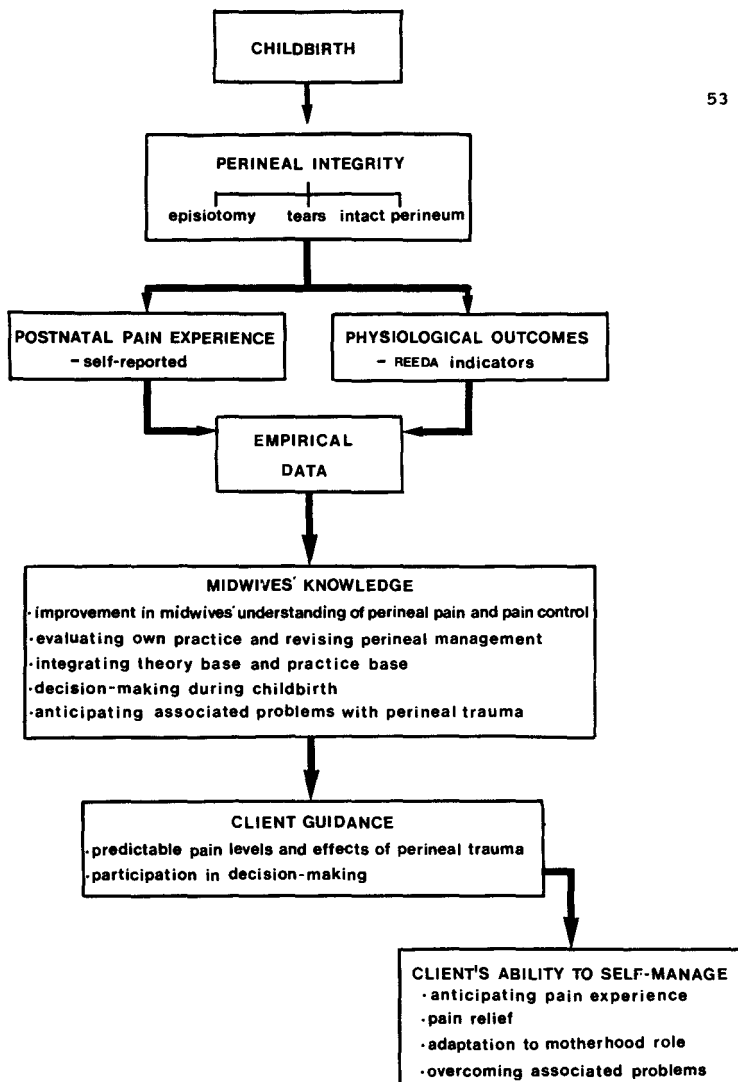 CHILDBIRTH
53
PERINEAL INTEGRITY
episiotomy tears intact perineum
POSTNATAL PAIN EXPERIENCE
– self-reported
PHYSIOLOGICAL OUTCOMES
– REEDA indicators
EMPIRICAL
DATA
MIDWIVES' KNOWLEDGE
·improvement in midwives' understanding of perineal pain and pain control
·evaluating own practice and revising perineal management
·integrating theory base and practice base
·decision-making during childbirth
·anticipating associated problems with perineal trauma
CLIENT GUIDANCE
·predictable pain levels and effects of perineal trauma
·participation in decision-making
CLIENT'S ABILITY TO SELF-MANAGE
·anticipating pain experience
·pain relief
·adaptation to motherhood role
·overcoming associated problems